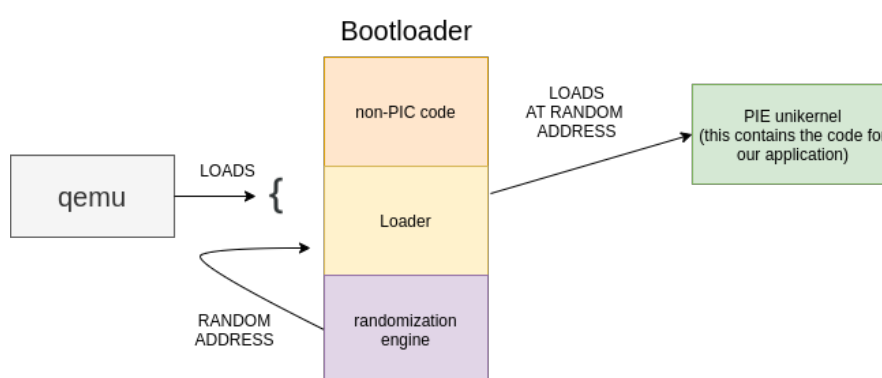 Bootloader
non-PIC code
LOADS
AT RANDOM
ADDRESS
PIE unikernel
(this contains the code for
our application)
qemu
LOADS
{
Loader
RANDOM
ADDRESS
randomization
engine